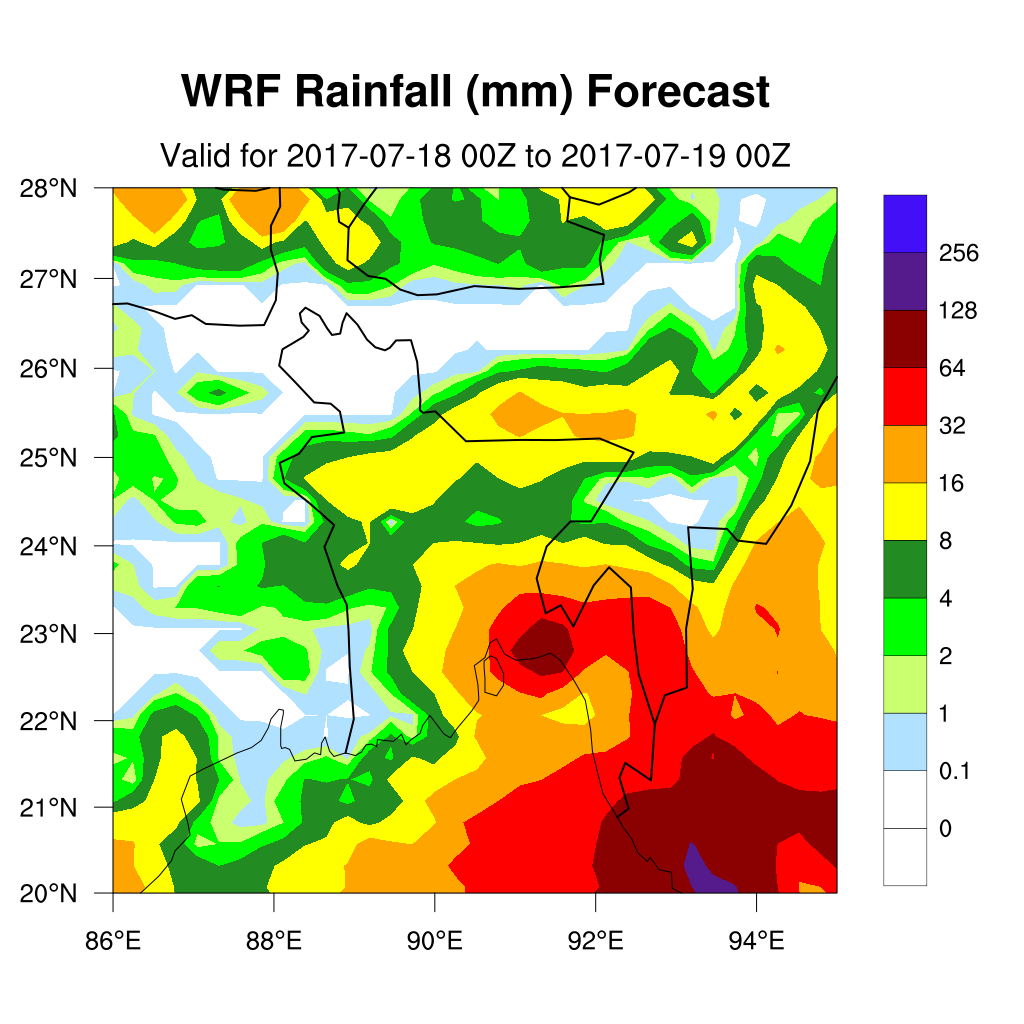 WRF Rainfall (mm) Forecast
Valid for 2017-07-18 00Z to 2017-07-19 00Z
28°N
27°N
26°N
25°N
24°N
23°N
22°N
21°N
20°N
86°E
88°E
90°E
92°E
94°E
256
128
64
32
16
8
4
2
1
0.1
0